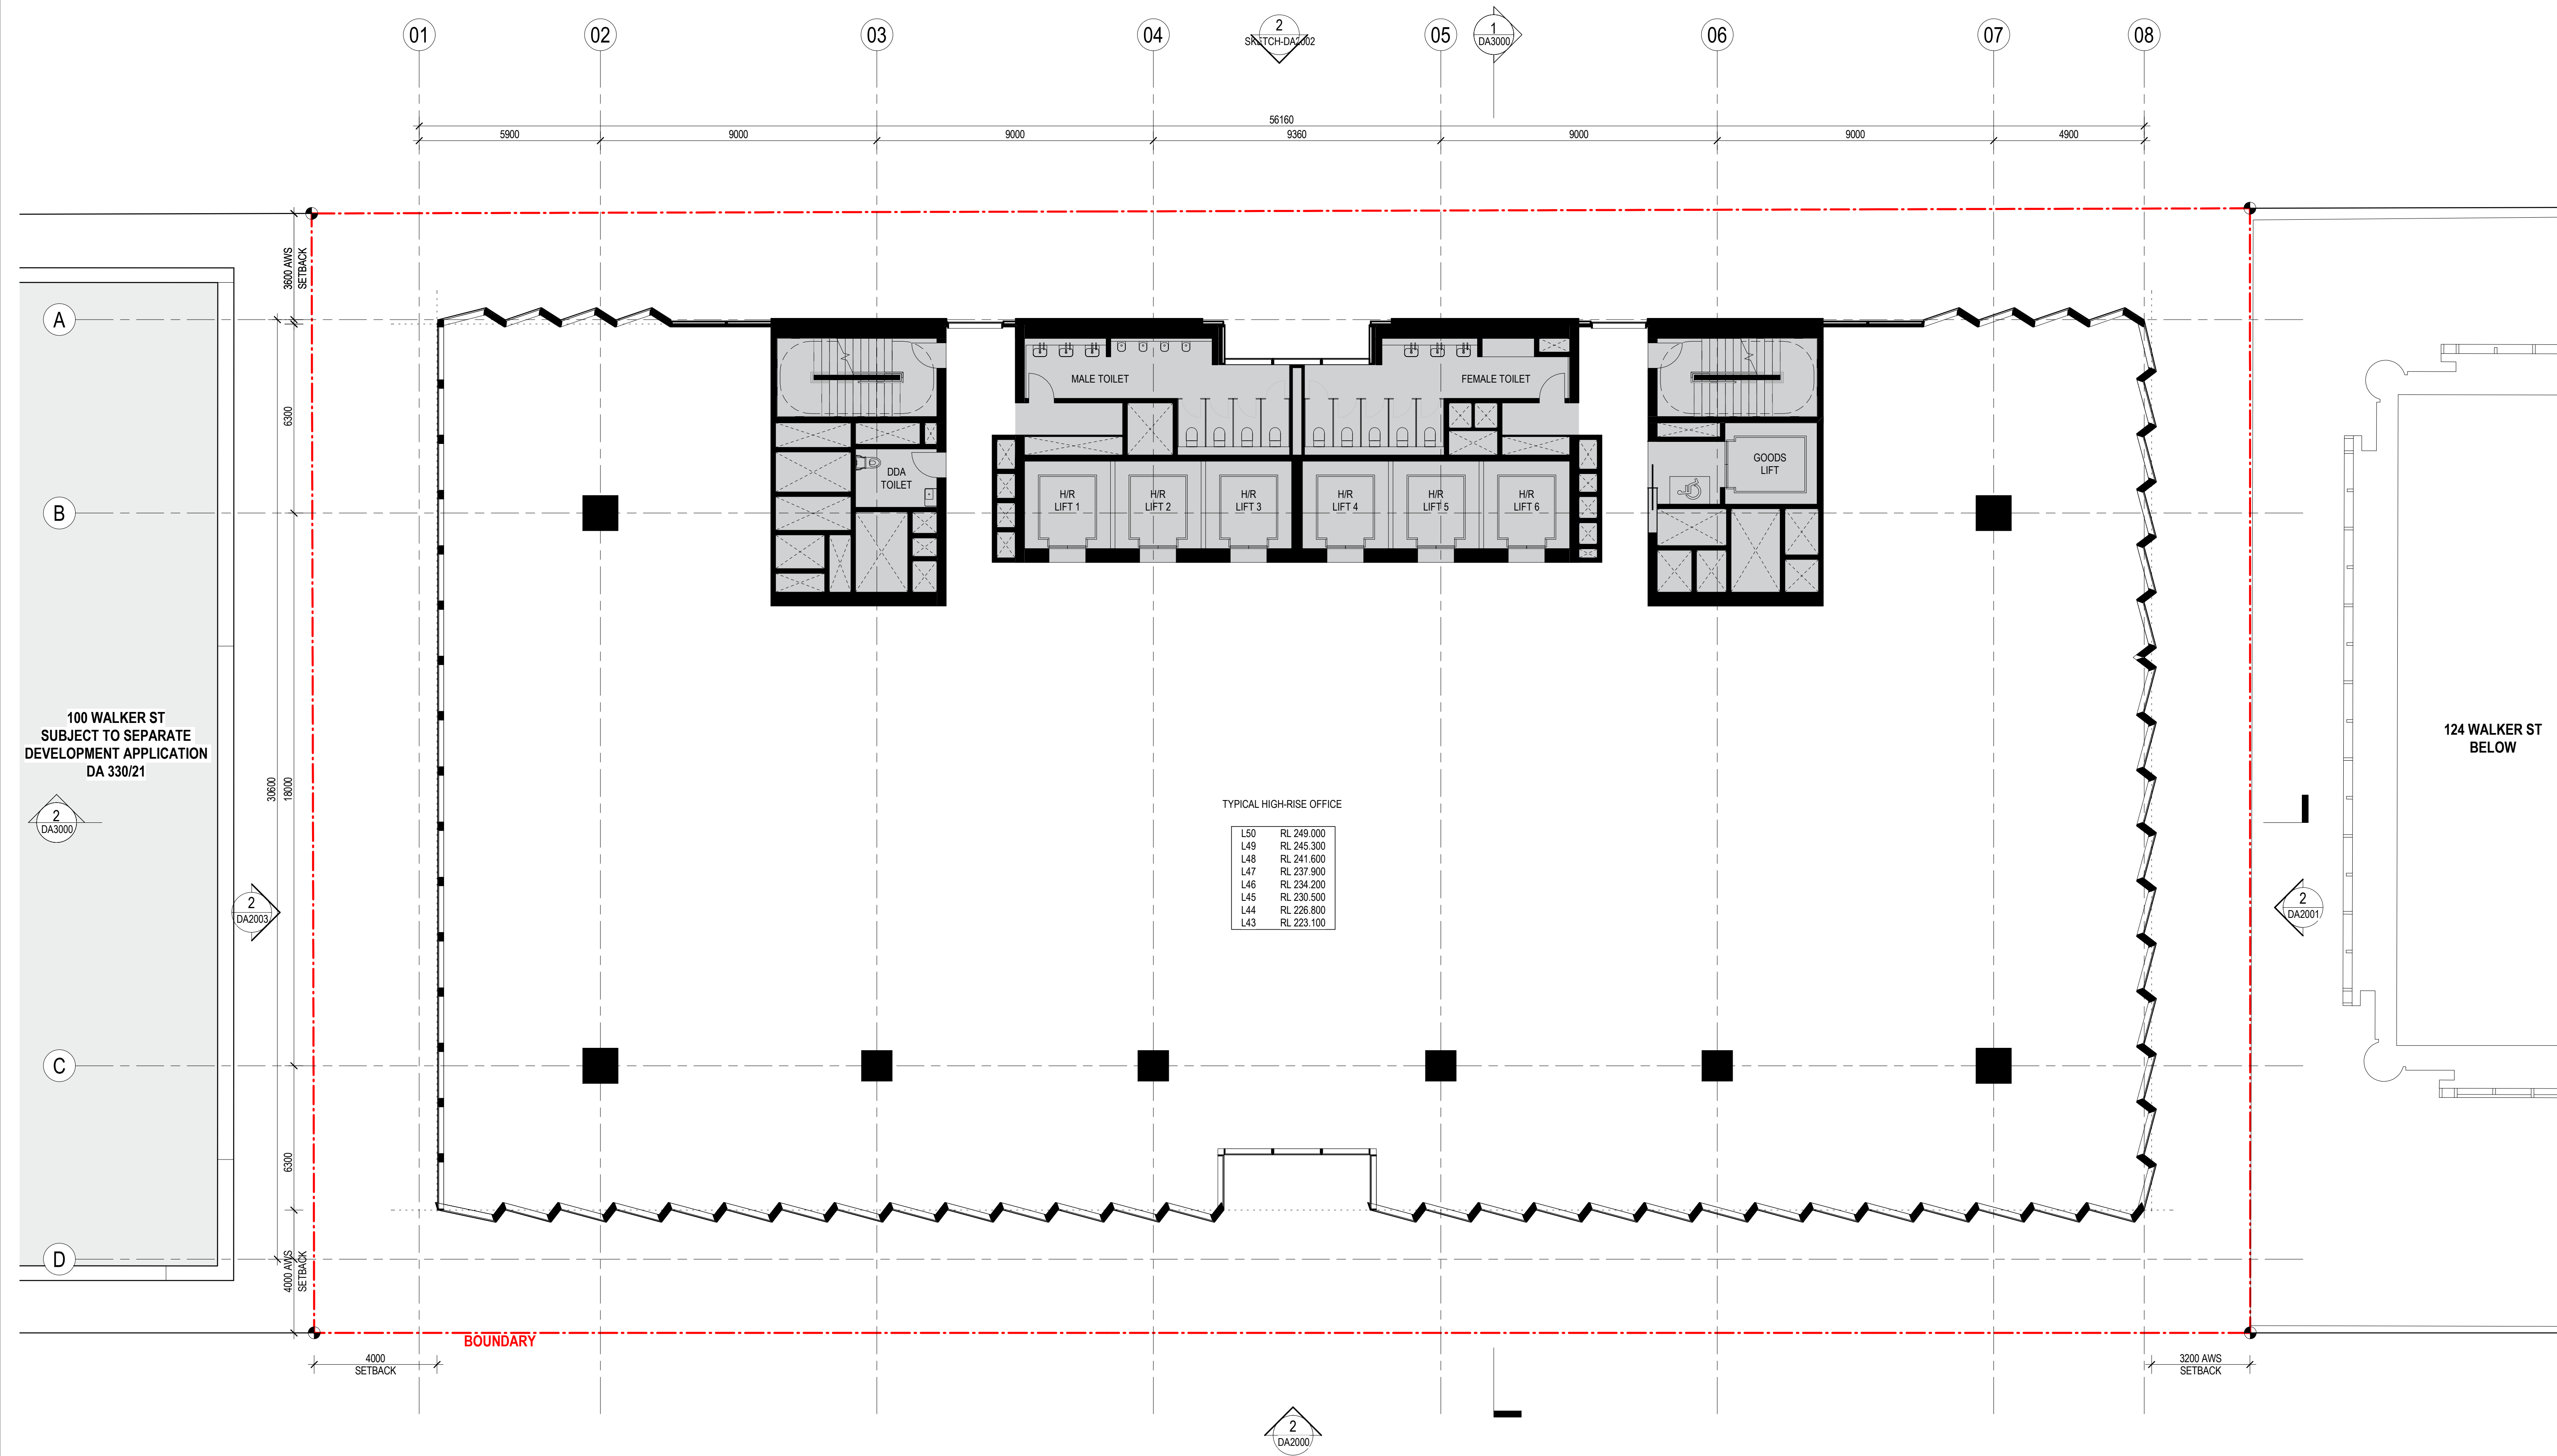 01
02
03
04
2
SKETCH-DA2002
05
1
DA3000
06
07
08
56160
5900
9000
9000
9360
9000
9000
4900
3600 AWS
SETBACK
A
MALE TOILET
FEMALE TOILET
6300
DDA
TOILET
GOODS
LIFT
H/R
LIFT 1
H/R
LIFT 2
H/R
LIFT 3
H/R
LIFT 4
H/R
LIFT 5
H/R
LIFT 6
B
100 WALKER ST
SUBJECT TO SEPARATE
DEVELOPMENT APPLICATION
DA 330/21
124 WALKER ST
BELOW
30600
18000
2
DA3000
TYPICAL HIGH-RISE OFFICE
L50 RL 249.000
L49 RL 245.300
L48 RL 241.600
L47 RL 237.900
L46 RL 234.200
L45 RL 230.500
L44 RL 226.800
L43 RL 223.100
2
DA2003
2
DA2001
C
6300
D
4000 AWS
SETBACK
BOUNDARY
4000
SETBACK
3200 AWS
SETBACK
2
DA2000